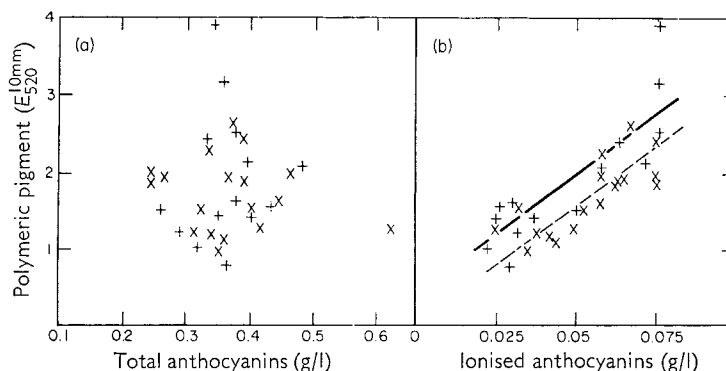 Polymeric pigment (E 10mm 520)
4
3
2
1
0
(a)
(b)
0.1 0.2 0.3 0.4 0.5 0.6 0 0.025 0.05 0.075
Total anthocyanins (g/l)
Ionised anthocyanins (g/l)